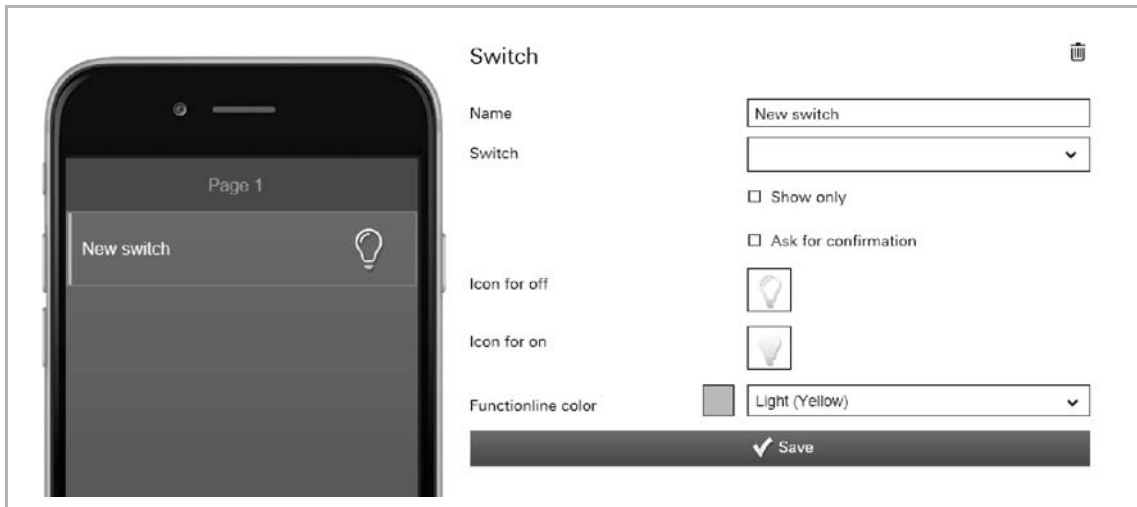 Page 1
New switch
Switch
Name
New switch
Switch
Show only
Ask for confirmation
Icon for off
Icon for on
Functionline color
Light (Yellow)
Save